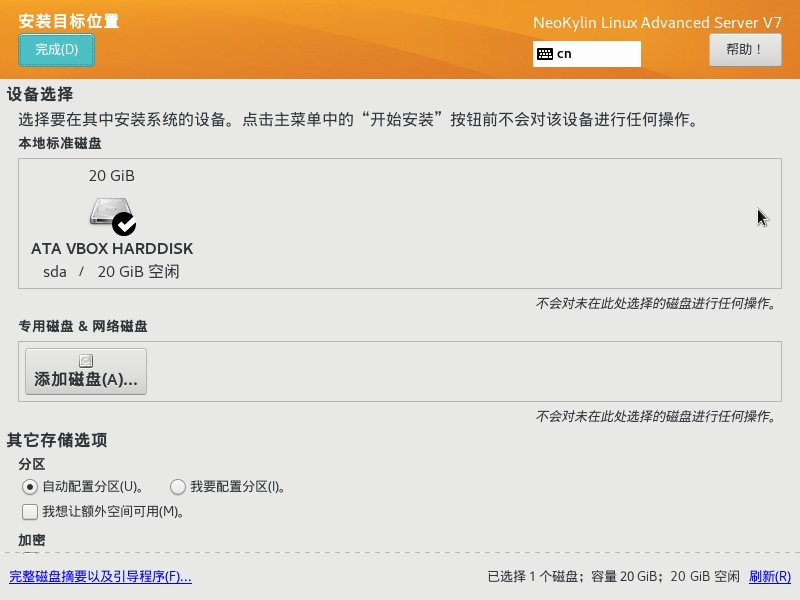 安装目标位置
NeoKylin Linux Advanced Server V7
完成(D)
cn
帮助！
设备选择
选择要在其中安装系统的设备。点击主菜单中的“开始安装”按钮前不会对该设备进行任何操作。
本地标准磁盘
20 GiB
ATA VBOX HARDDISK
sda / 20 GiB 空闲
不会对未在此处选择的磁盘进行任何操作。
专用磁盘 & 网络磁盘
添加磁盘(A)...
不会对未在此处选择的磁盘进行任何操作。
其它存储选项
分区
自动配置分区(U)。 我要配置分区(I)。
我想让额外空间可用(M)。
加密
完整磁盘摘要以及引导程序(F)... 已选择 1 个磁盘；容量 20 GiB；20 GiB 空闲 刷新(R)